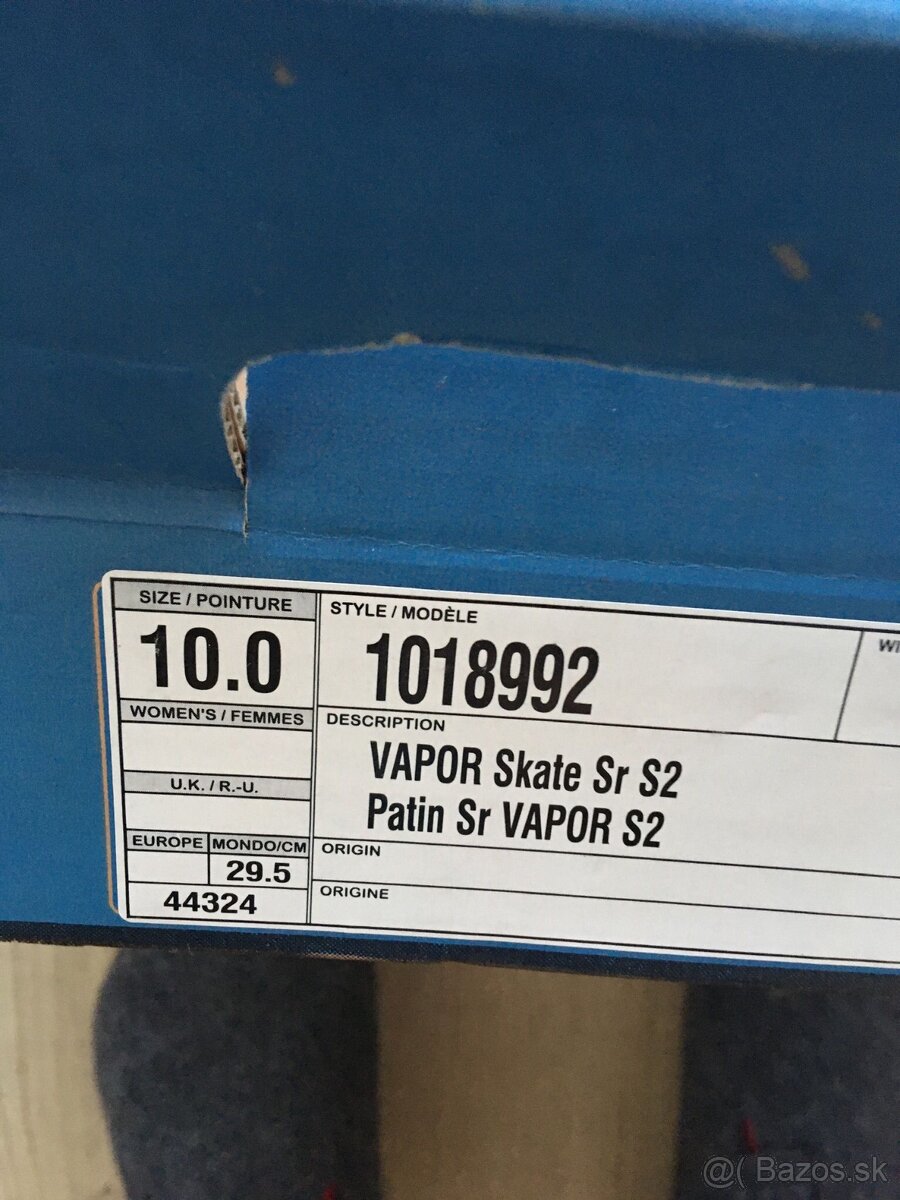 SIZE / POINTURE
10.0
WOMEN'S / FEMMES
U.K. / R.-U.
EUROPE
MONDO/CM
29.5
44324
STYLE / MODÈLE
1018992
DESCRIPTION
VAPOR Skate Sr S2
Patin Sr VAPOR S2
ORIGIN
ORIGINE
@( Bazos.sk